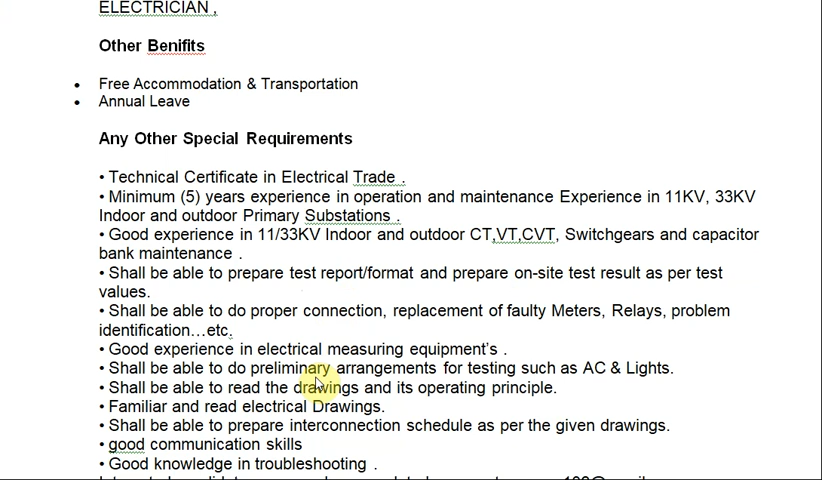 ELECTRICIAN ,
Other Benifits
• Free Accommodation & Transportation
• Annual Leave
Any Other Special Requirements
• Technical Certificate in Electrical Trade .
• Minimum (5) years experience in operation and maintenance Experience in 11KV, 33KV
Indoor and outdoor Primary Substations .
• Good experience in 11/33KV Indoor and outdoor CT,VT,CVT, Switchgears and capacitor
bank maintenance .
• Shall be able to prepare test report/format and prepare on-site test result as per test
values.
• Shall be able to do proper connection, replacement of faulty Meters, Relays, problem
identification…etc.
• Good experience in electrical measuring equipment’s .
• Shall be able to do preliminary arrangements for testing such as AC & Lights.
• Shall be able to read the drawings and its operating principle.
• Familiar and read electrical Drawings.
• Shall be able to prepare interconnection schedule as per the given drawings.
• good communication skills
• Good knowledge in troubleshooting .